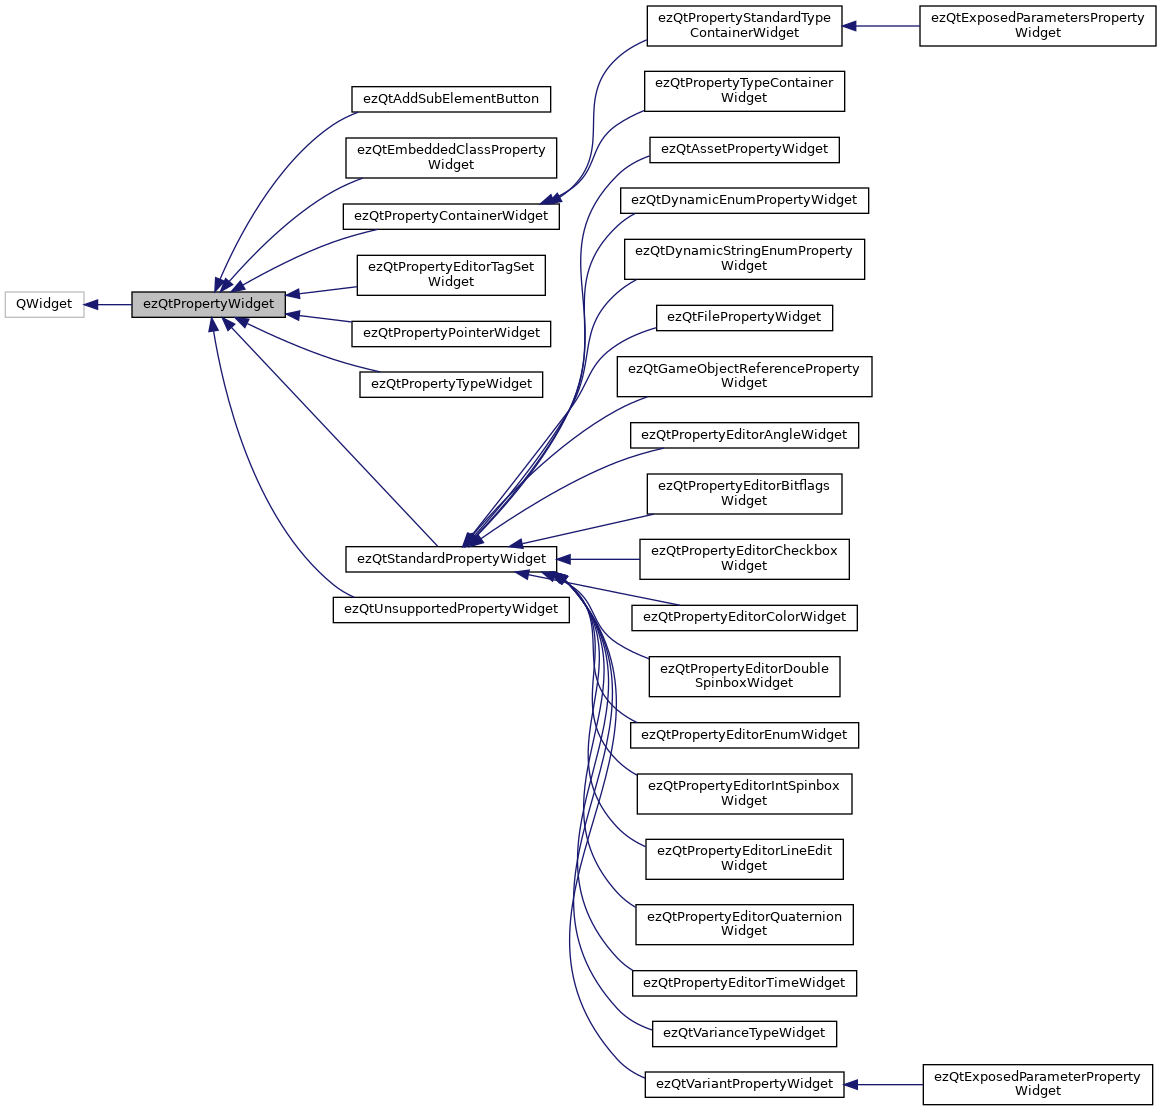 QWidget
ezQtPropertyWidget
ezQtAddSubElementButton
ezQtEmbeddedClassProperty
Widget
ezQtPropertyContainerWidget
ezQtPropertyEditorTagSet
Widget
ezQtPropertyPointerWidget
ezQtPropertyTypeWidget
ezQtStandardPropertyWidget
ezQtUnsupportedPropertyWidget
ezQtPropertyStandardType
ContainerWidget
ezQtPropertyTypeContainer
Widget
ezQtAssetPropertyWidget
ezQtDynamicEnumPropertyWidget
ezQtDynamicStringEnumProperty
Widget
ezQtFilePropertyWidget
ezQtGameObjectReferenceProperty
Widget
ezQtPropertyEditorAngleWidget
ezQtPropertyEditorBitflags
Widget
ezQtPropertyEditorCheckbox
Widget
ezQtPropertyEditorColorWidget
ezQtPropertyEditorDouble
SpinboxWidget
ezQtPropertyEditorEnumWidget
ezQtPropertyEditorIntSpinbox
Widget
ezQtPropertyEditorLineEdit
Widget
ezQtPropertyEditorQuaternion
Widget
ezQtPropertyEditorTimeWidget
ezQtVarianceTypeWidget
ezQtVariantPropertyWidget
ezQtExposedParametersProperty
Widget
ezQtExposedParameterProperty
Widget